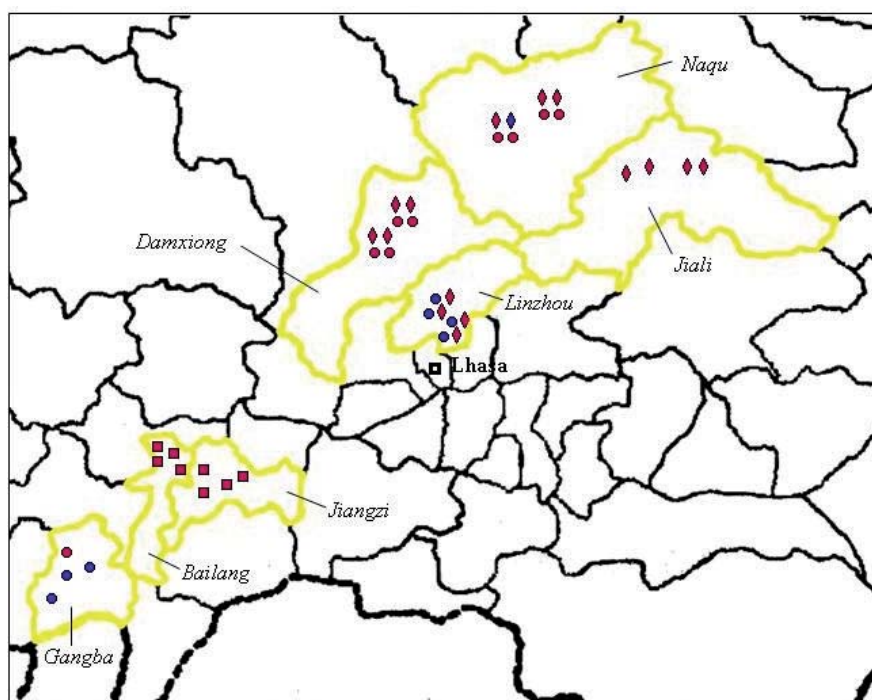 Naqu
Damxiong
Jiali
Linzhou
Lhasa
Jiangzi
Bailang
Gangba